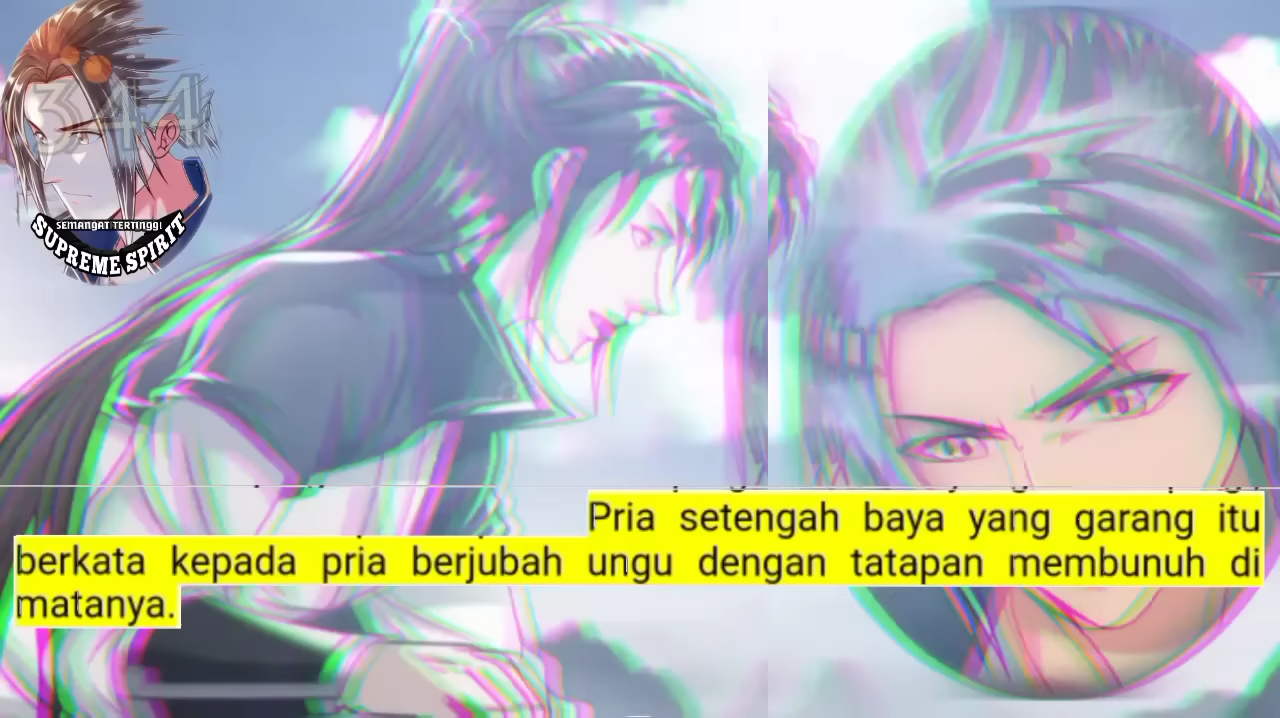 344
SEMANGAT TERTINGGI
SUPREME SPIRIT
Pria setengah baya yang garang itu
berkata kepada pria berjubah ungu dengan tatapan membunuh di
matanya.